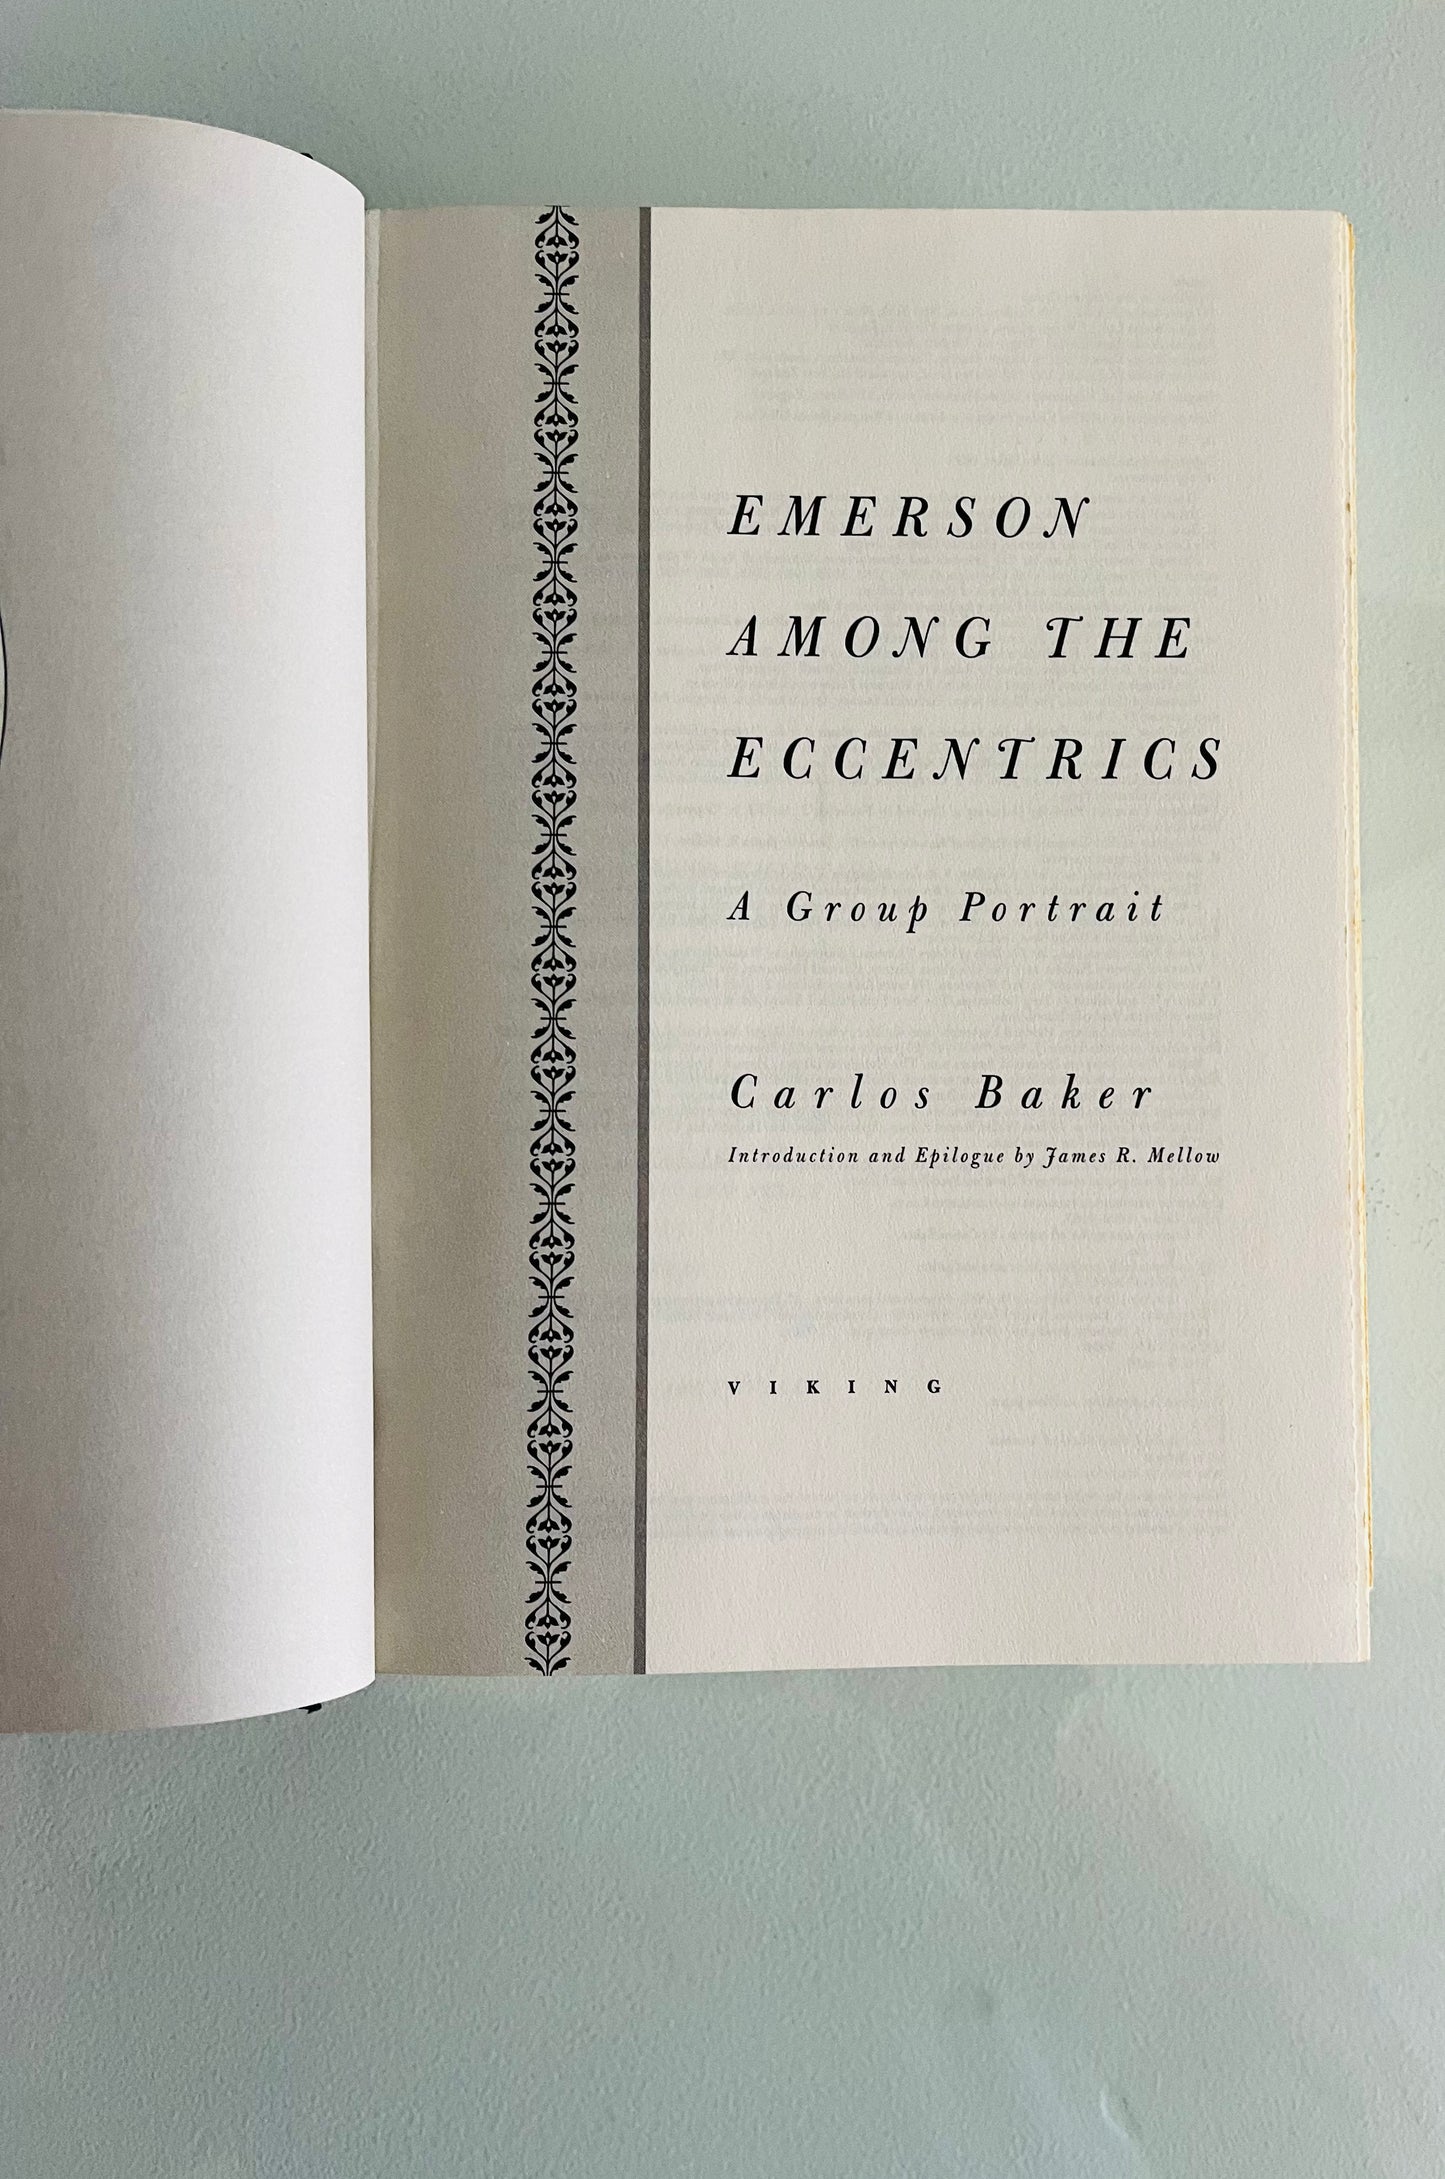 EMERSON
AMONG THE
ECCENTRICS
A Group Portrait
Carlos Baker
Introduction and Epilogue by James R. Mellow
VIKING